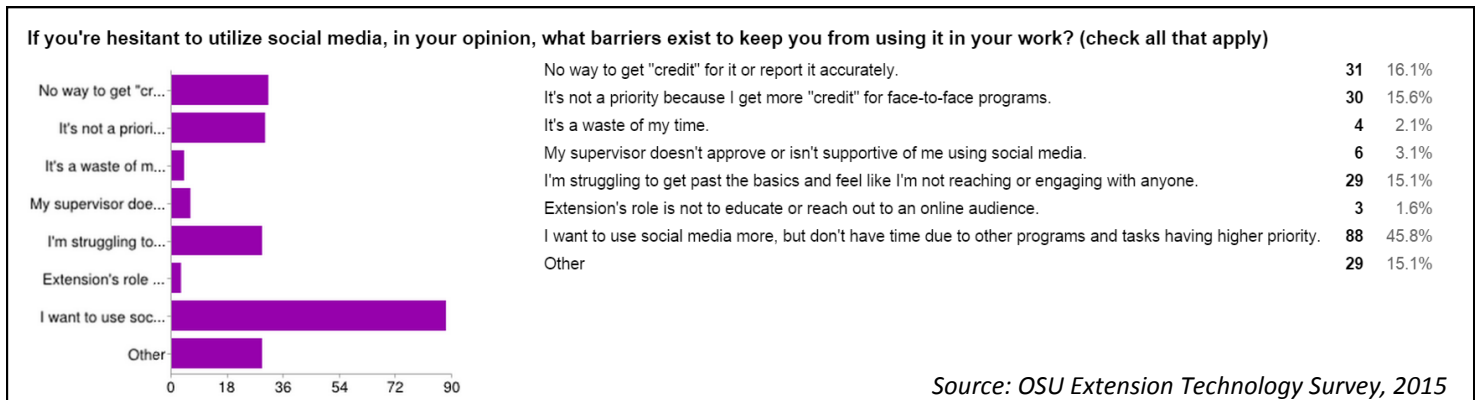 If you're hesitant to utilize social media, in your opinion, what barriers exist to keep you from using it in your work? (check all that apply)
No way to get "cr...
It's not a priori...
It's a waste of m...
My supervisor doe...
I'm struggling to...
Extension's role ...
I want to use soc...
Other
0 18 36 54 72 90
No way to get "credit" for it or report it accurately. 31 16.1%
It's not a priority because I get more "credit" for face-to-face programs. 30 15.6%
It's a waste of my time. 4 2.1%
My supervisor doesn't approve or isn't supportive of me using social media. 6 3.1%
I'm struggling to get past the basics and feel like I'm not reaching or engaging with anyone. 29 15.1%
Extension's role is not to educate or reach out to an online audience. 3 1.6%
I want to use social media more, but don't have time due to other programs and tasks having higher priority. 88 45.8%
Other 29 15.1%
Source: OSU Extension Technology Survey, 2015